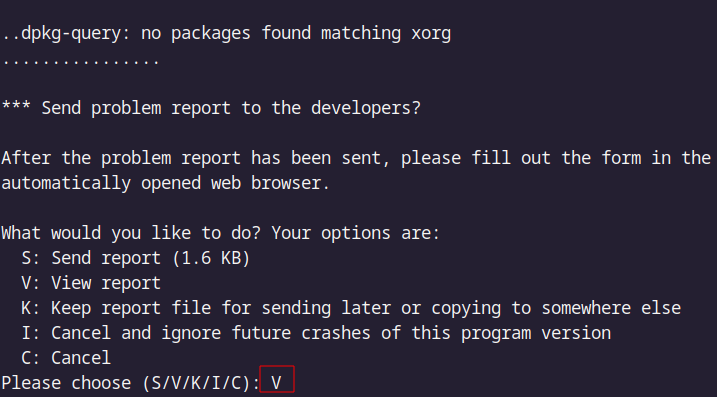 ..dpkg-query: no packages found matching xorg
................
*** Send problem report to the developers?
After the problem report has been sent, please fill out the form in the
automatically opened web browser.
What would you like to do? Your options are:
S: Send report (1.6 KB)
V: View report
K: Keep report file for sending later or copying to somewhere else
I: Cancel and ignore future crashes of this program version
C: Cancel
Please choose (S/V/K/I/C): V